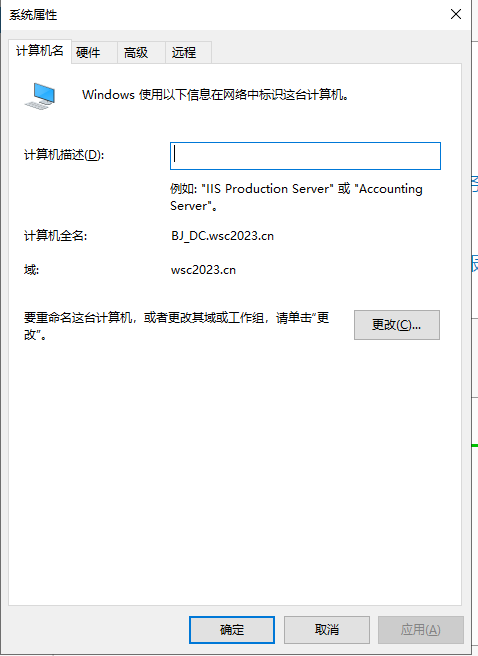 系统属性
计算机名 硬件 高级 远程
Windows 使用以下信息在网络中标识这台计算机。
计算机描述(D):
例如: "IIS Production Server" 或 "Accounting
Server"。
计算机全名: BJ_DC.wsc2023.cn
域: wsc2023.cn
要重命名这台计算机，或者更改其域或工作组，请单击“更
改”。
更改(C)...
确定 取消 应用(A)